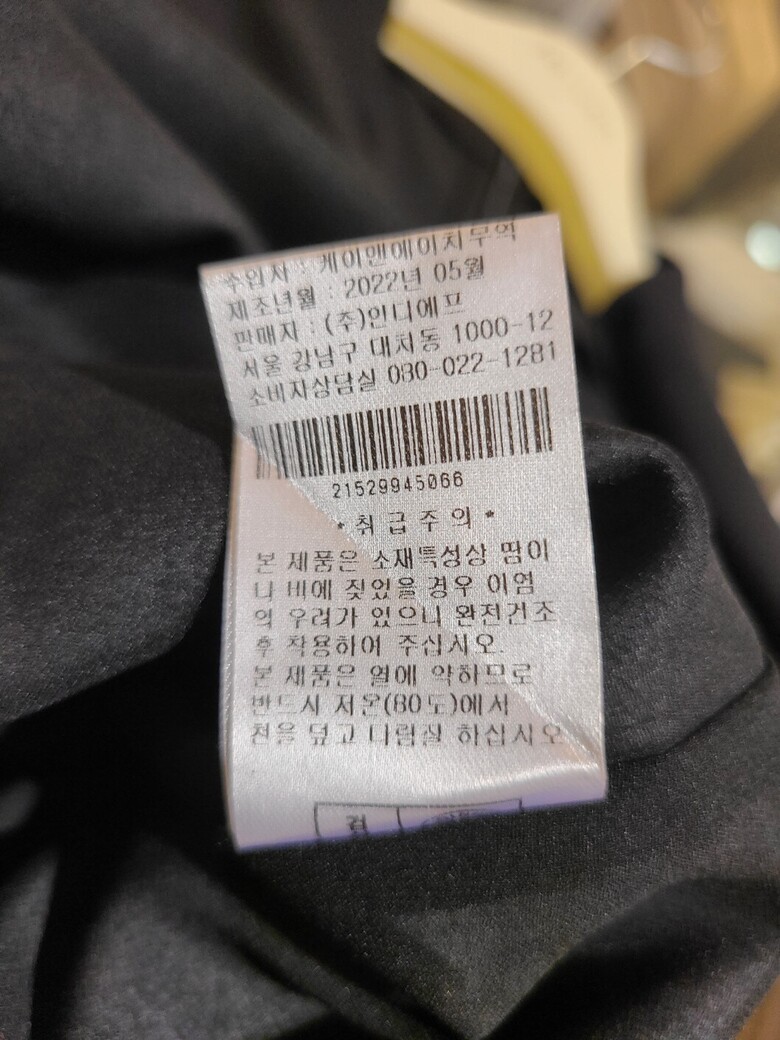 수입사 : 케이앤에이치무역
제조년월 : 2022년 05월
판매자 : (주)인디에프
서울 강남구 대치동 1000-12
소비자상담실 080-022-1281
21529945066
* 취 급 주 의 *
본 제품은 소재특성상 땀이
나 비에 젖었을 경우 이염
의 우려가 있으니 완전건조
후 착용하여 주십시오.
본 제품은 열에 약하므로
반드시 저온(80도)에서
천을 덮고 다림질 하십시오
검